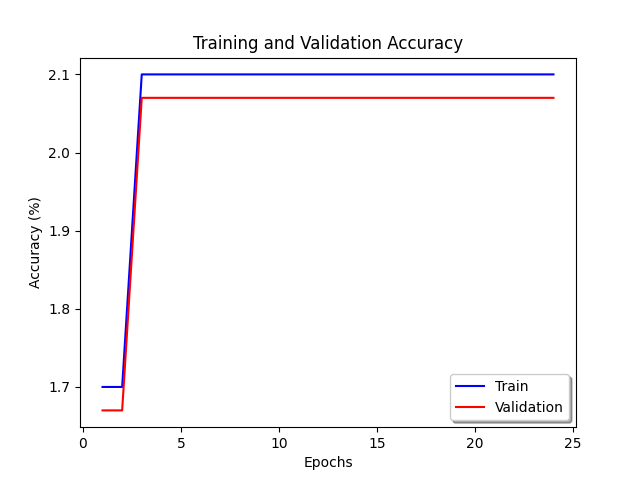 Training and Validation Accuracy
2.1
2.0
1.9
1.8
1.7
Accuracy (%)
0
5
10
15
20
25
Epochs
Train
Validation